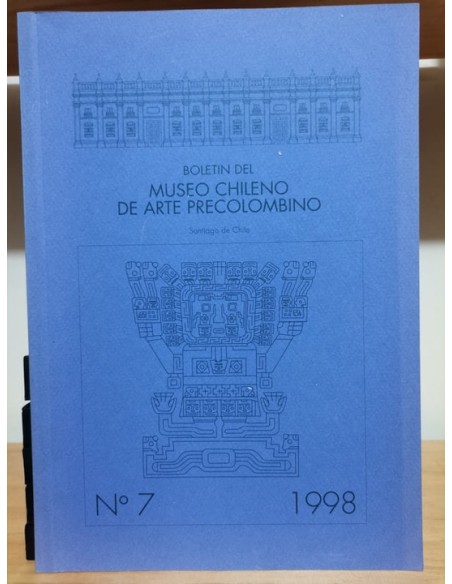 BOLETIN DEL
MUSEO CHILENO
DE ARTE PRECOLOMBINO
Santiago de Chile
Nº 7 1998